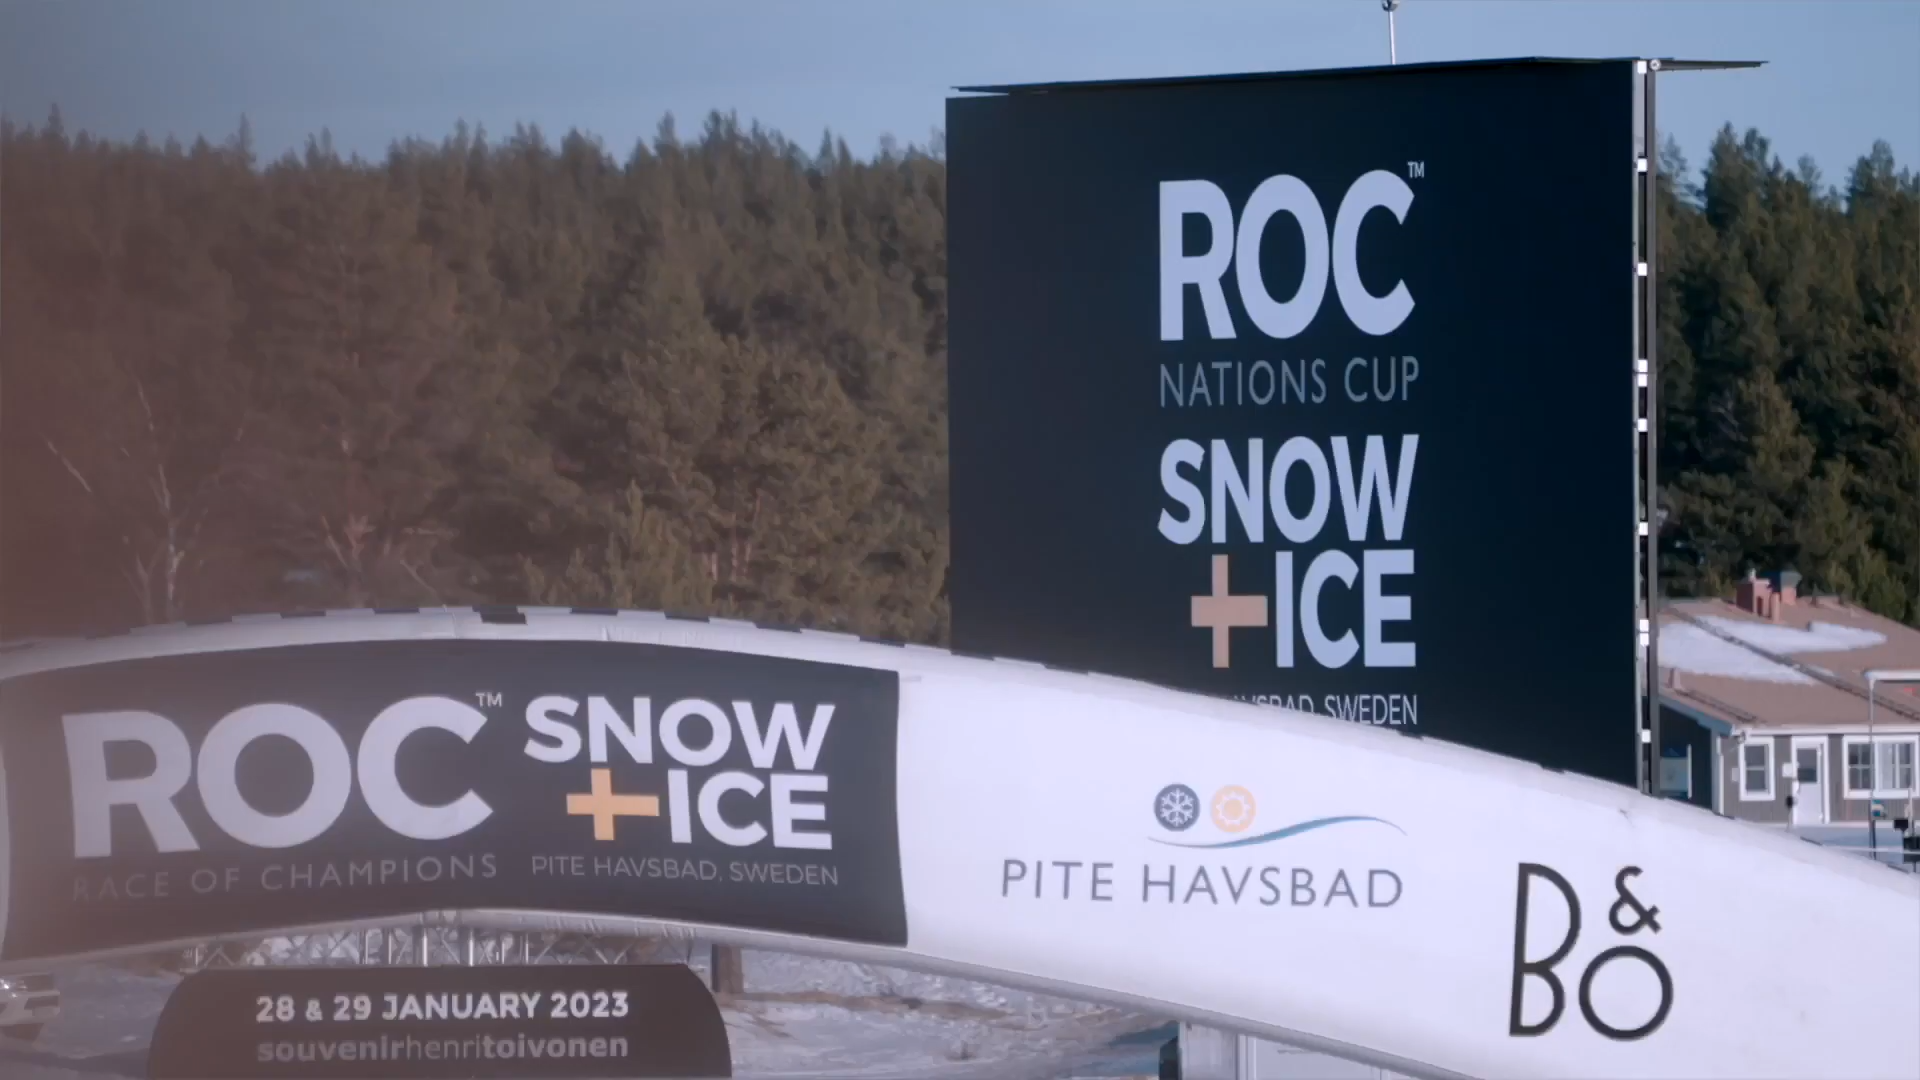 ROC™
NATIONS CUP
SNOW
+ICE
SWEDEN
ROC™
RACE OF CHAMPIONS
SNOW
+ICE
PITE HAVSBAD, SWEDEN
PITE HAVSBAD
B&O
28 & 29 JANUARY 2023
souvenirhenritoivonen